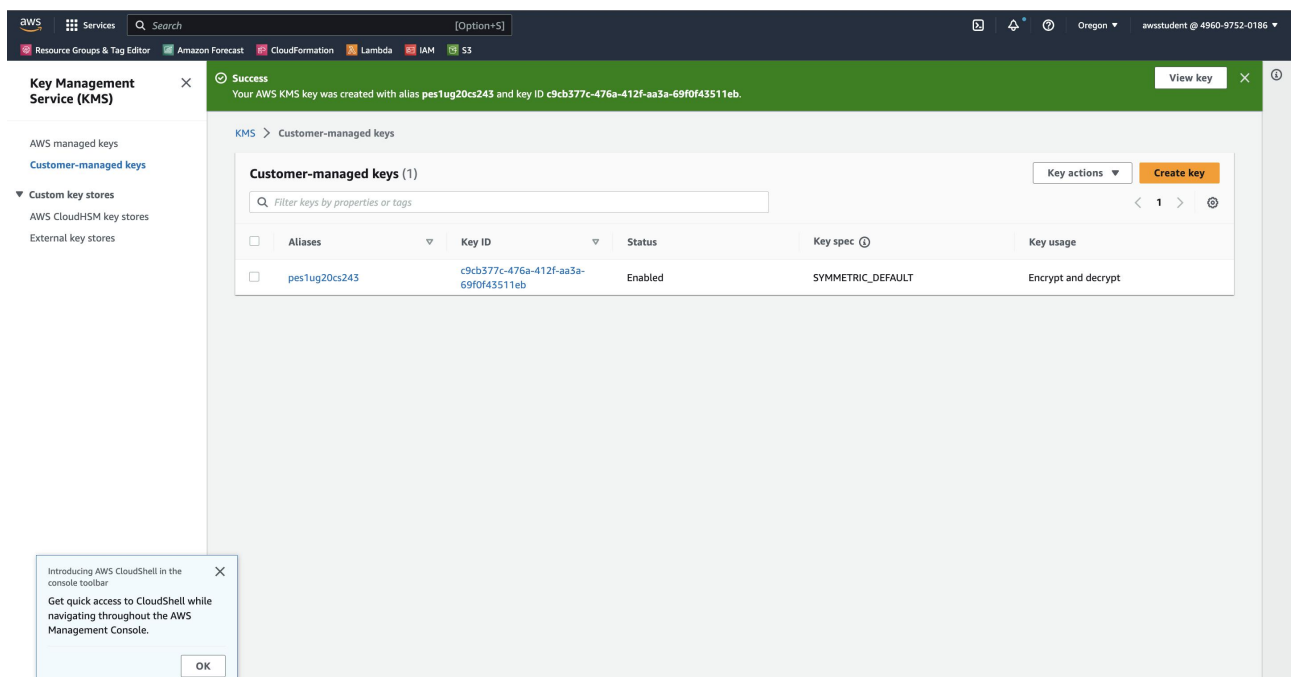 aws Services Search [Option+S] Oregon awsstudent @ 4960-9752-0186
Resource Groups & Tag Editor Amazon Forecast CloudFormation Lambda IAM S3
Key Management
Service (KMS)
AWS managed keys
Customer-managed keys
Custom key stores
AWS CloudHSM key stores
External key stores
Success
Your AWS KMS key was created with alias pes1ug20cs243 and key ID c9cb377c-476a-412f-aa3a-69f0f43511eb.
View key
KMS > Customer-managed keys
Customer-managed keys (1)
Key actions
Create key
Filter keys by properties or tags
1
Aliases Key ID Status Key spec Key usage
pes1ug20cs243 c9cb377c-476a-412f-aa3a- Enabled SYMMETRIC_DEFAULT Encrypt and decrypt
69f0f43511eb
Introducing AWS CloudShell in the
console toolbar
Get quick access to CloudShell while
navigating throughout the AWS
Management Console.
OK